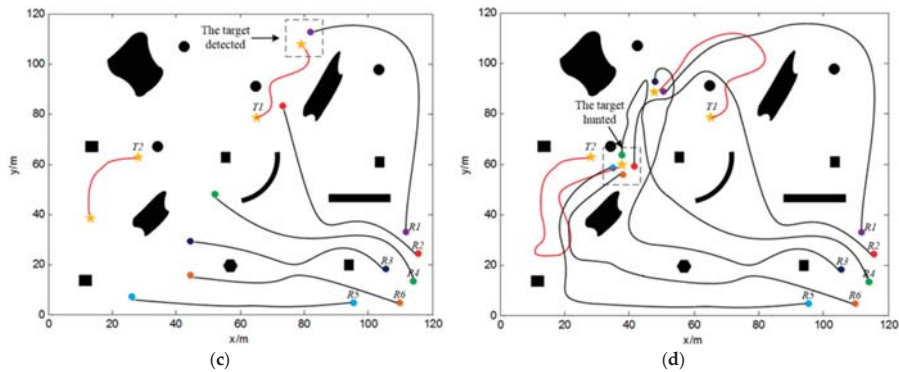 120
100
80
60
40
20
0
y/m
0 20 40 60 80 100 120
x/m
The target
detected
T1
T2
R1
R2
R3
R4
R5
R6
(c)
120
100
80
60
40
20
0
y/m
0 20 40 60 80 100 120
x/m
The target
hunted
T1
T2
R1
R2
R3
R4
R5
R6
(d)